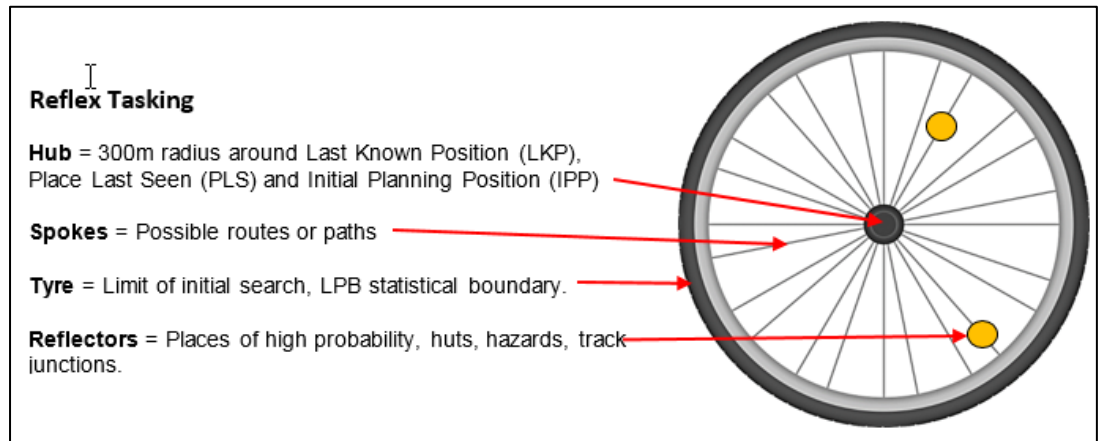 Reflex Tasking
Hub = 300m radius around Last Known Position (LKP),
Place Last Seen (PLS) and Initial Planning Position (IPP)
Spokes = Possible routes or paths
Tyre = Limit of initial search, LPB statistical boundary.
Reflectors = Places of high probability, huts, hazards, track
junctions.